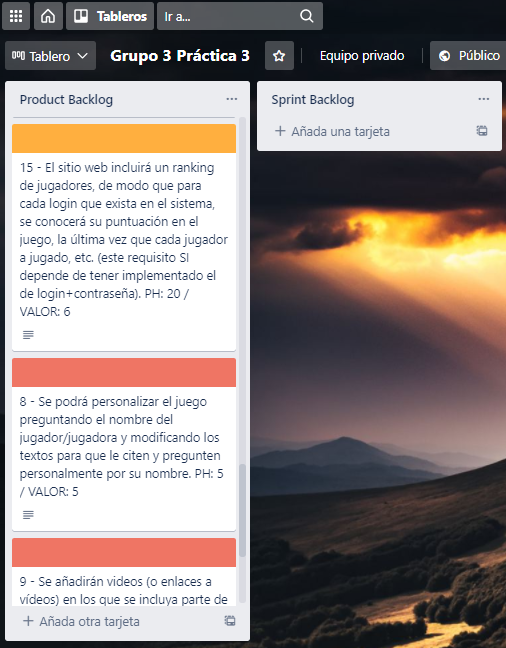 Tableros
Ir a...
Tablero
Grupo 3 Práctica 3
Equipo privado
Público
Product Backlog
15 - El sitio web incluirá un ranking
de jugadores, de modo que para
cada login que exista en el sistema,
se conocerá su puntuación en el
juego, la última vez que cada jugador
a jugado, etc. (este requisito SI
depende de tener implementado el
de login+contraseña). PH: 20 /
VALOR: 6
8 - Se podrá personalizar el juego
preguntando el nombre del
jugador/jugadora y modificando los
textos para que le citen y pregunten
personalmente por su nombre. PH: 5
/ VALOR: 5
9 - Se añadirán videos (o enlaces a
vídeos) en los que se incluya parte de
+ Añada otra tarjeta
Sprint Backlog
+ Añada una tarjeta